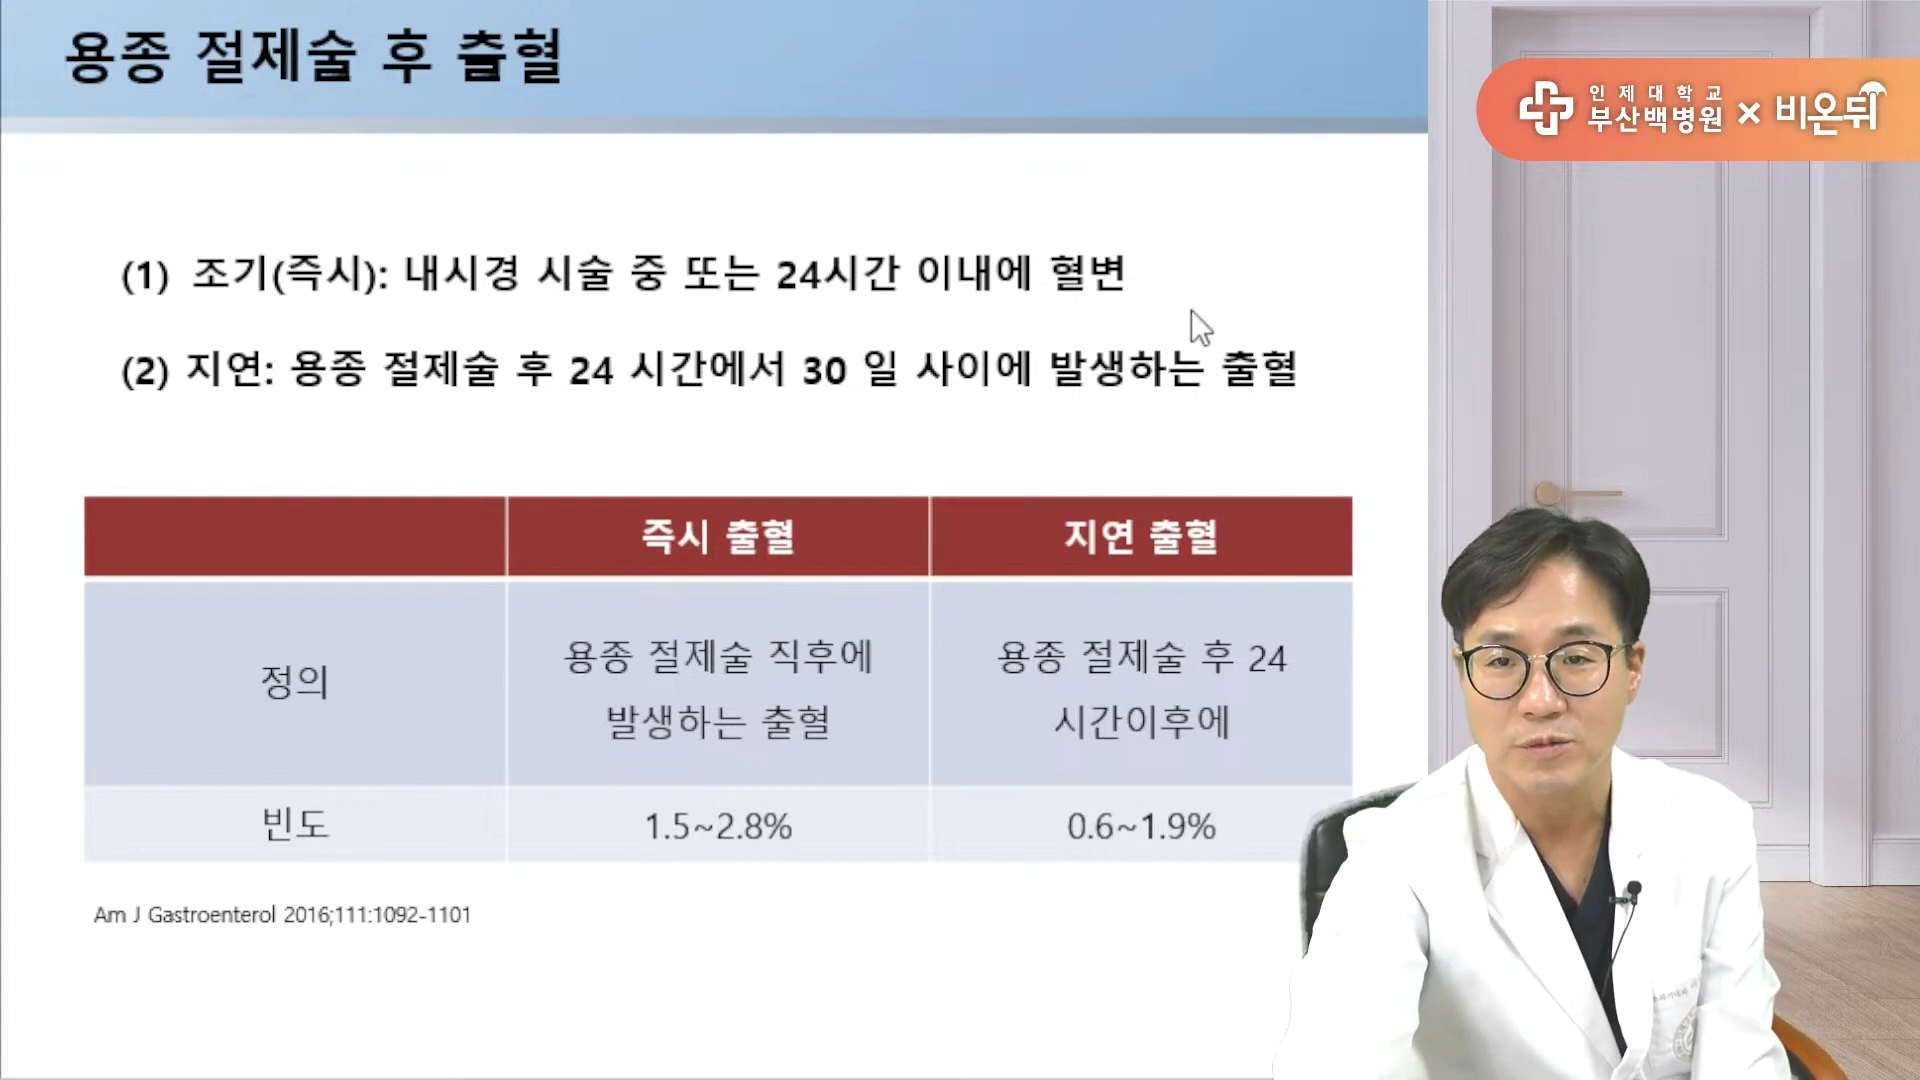 용종 절제술 후 출혈
인제대학교
부산백병원 × 비온뒤
(1) 조기(즉시): 내시경 시술 중 또는 24시간 이내에 혈변
(2) 지연: 용종 절제술 후 24 시간에서 30 일 사이에 발생하는 출혈
즉시 출혈
지연 출혈
정의
용종 절제술 직후에
발생하는 출혈
용종 절제술 후 24
시간이후에
빈도
1.5~2.8%
0.6~1.9%
Am J Gastroenterol 2016;111:1092-1101